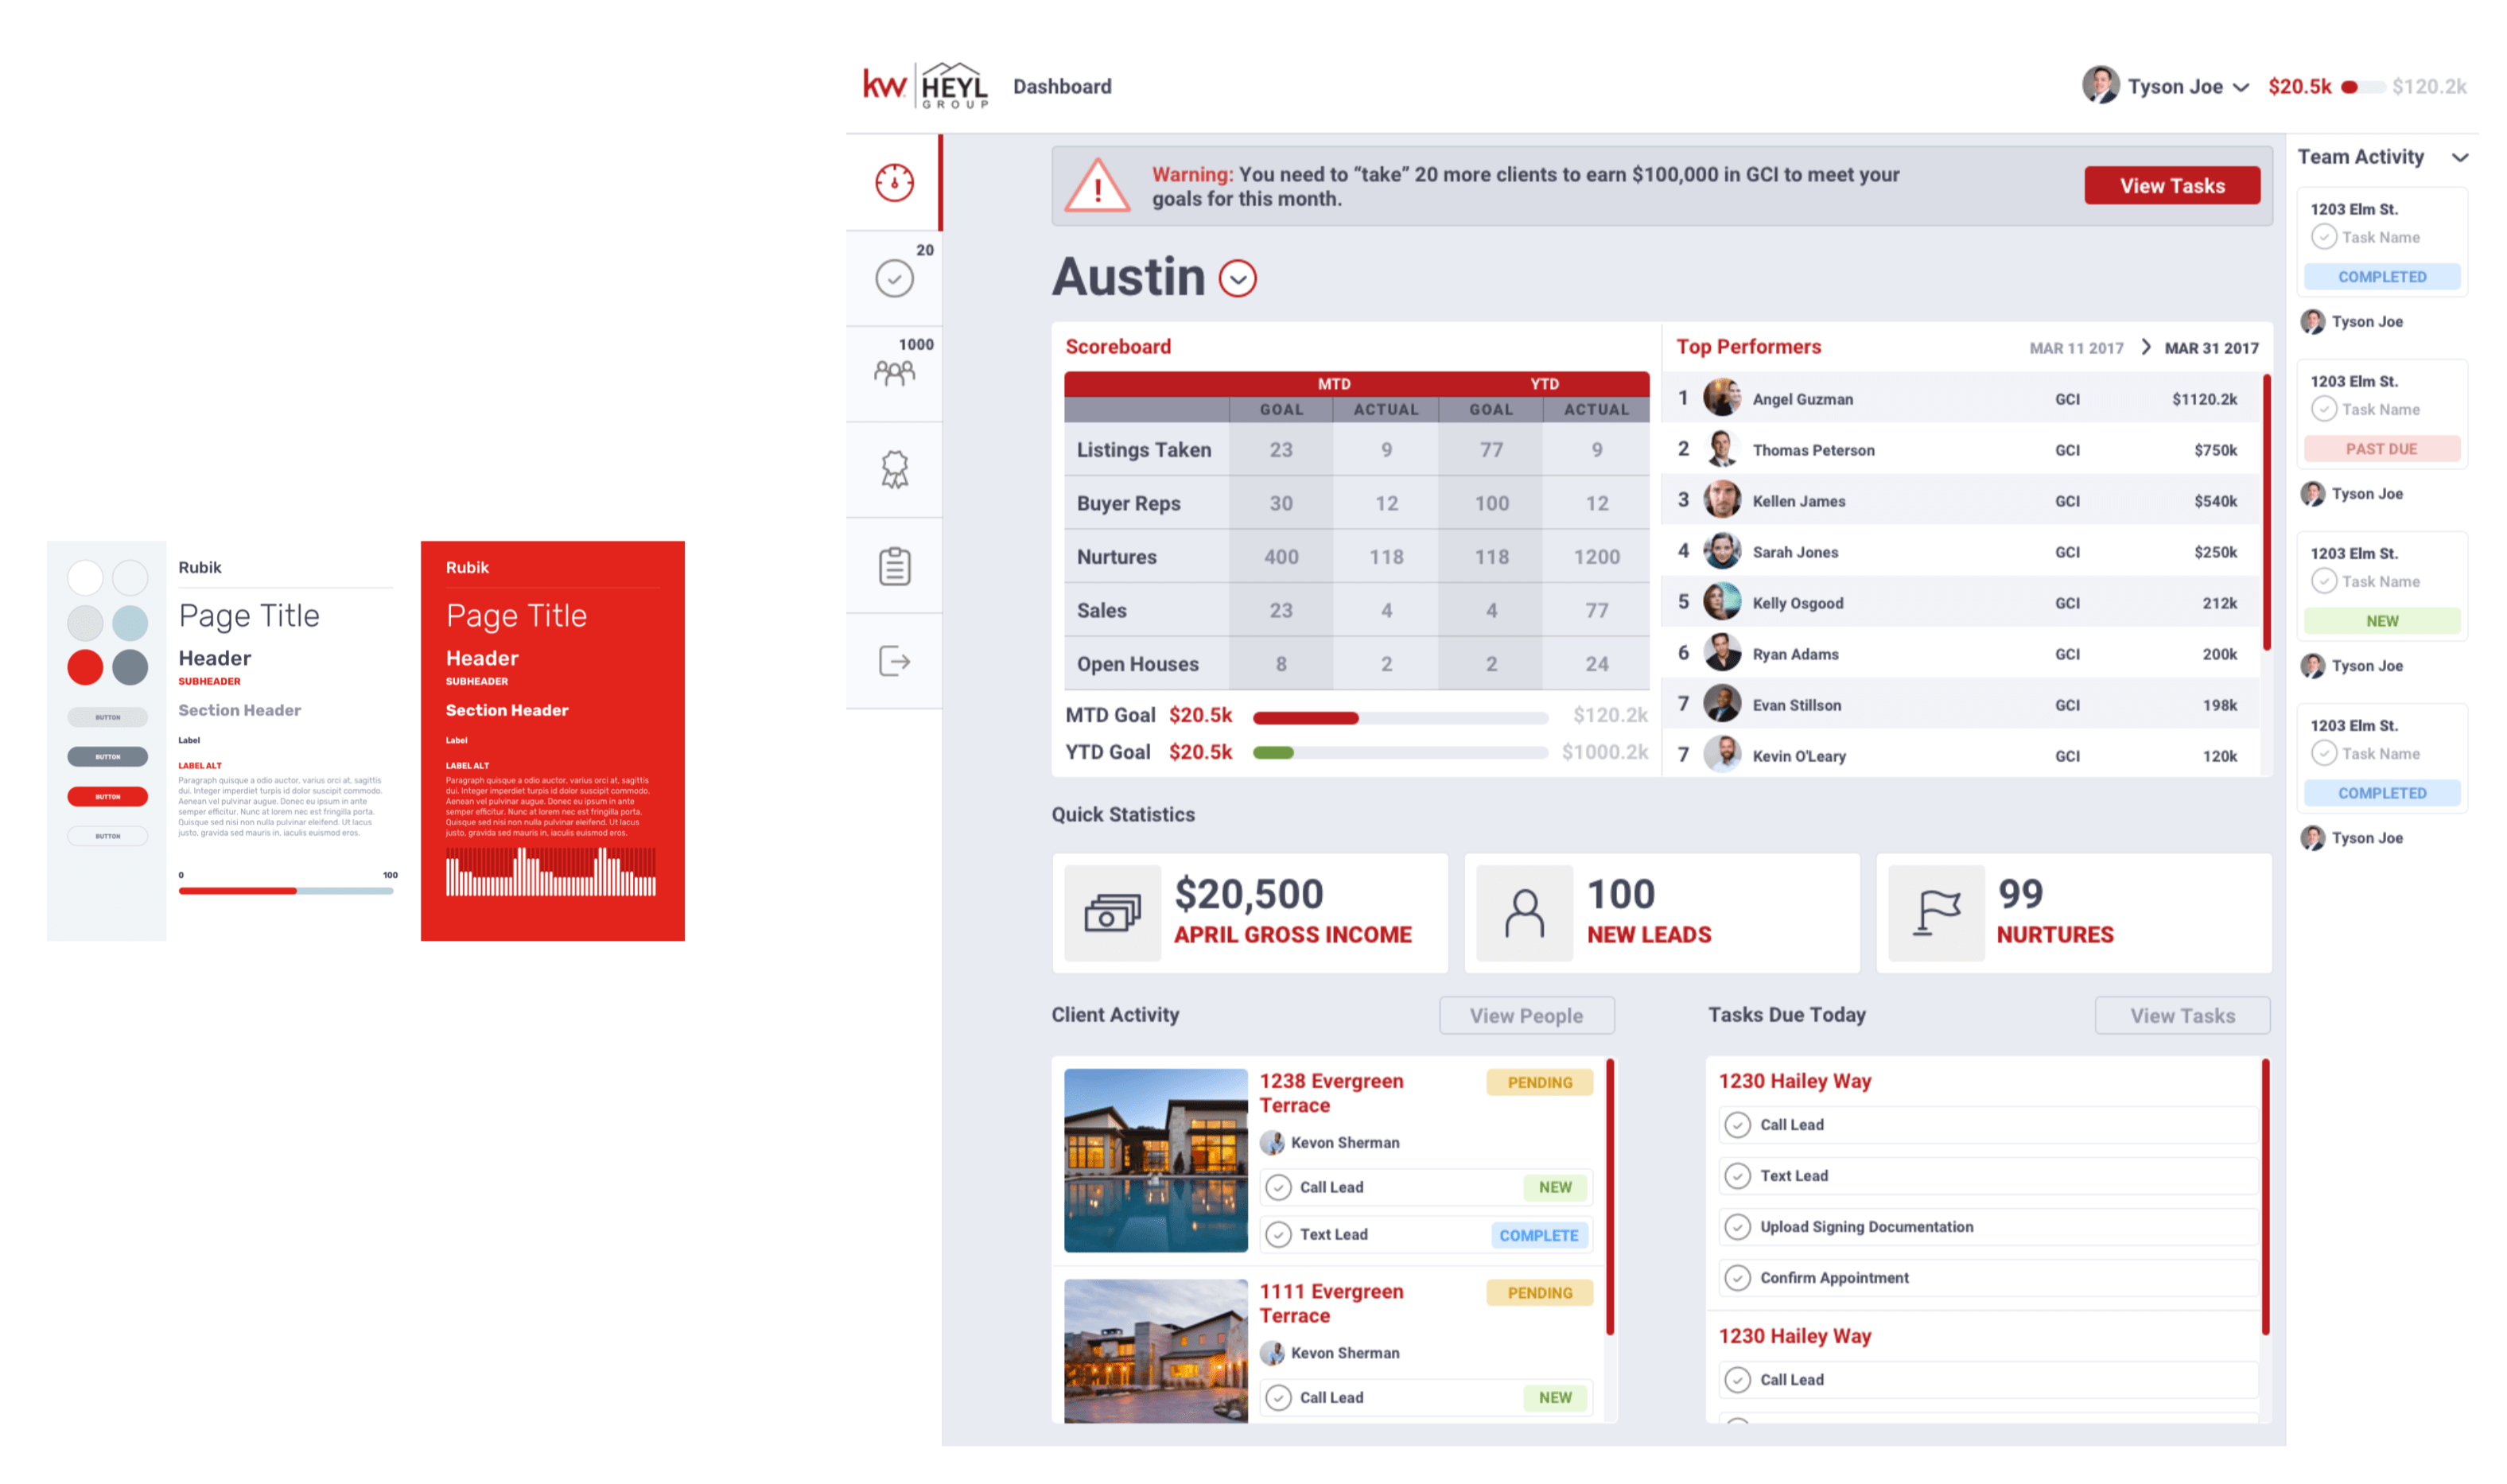 Rubik
Page Title
Header
SUBHEADER
Section Header
Label
LABEL ALT
Paragraph quisque a odio auctor, varius orci at, sagittis
dui. Integer imperdiet turpis id dolor suscipit commodo.
Aenean vel pulvinar augue. Donec eu ipsum in ante
semper efficitur. Nunc at lorem nec est fringilla porta.
Quisque sed nisi non nulla pulvinar eleifend. Ut lacus
justo, gravida sed mauris in, iaculis euismod eros.
0 100
BUTTON
BUTTON
BUTTON
BUTTON
Rubik
Page Title
Header
SUBHEADER
Section Header
Label
LABEL ALT
Paragraph quisque a odio auctor, varius orci at, sagittis
dui. Integer imperdiet turpis id dolor suscipit commodo.
Aenean vel pulvinar augue. Donec eu ipsum in ante
semper efficitur. Nunc at lorem nec est fringilla porta.
Quisque sed nisi non nulla pulvinar eleifend. Ut lacus
justo, gravida sed mauris in, iaculis euismod eros.
kw HEYL
GROUP
Dashboard
Tyson Joe $20.5k $120.2k
20
1000
Warning: You need to “take” 20 more clients to earn $100,000 in GCI to meet your
goals for this month.
View Tasks
Austin
Scoreboard
MTD YTD
GOAL ACTUAL GOAL ACTUAL
Listings Taken 23 9 77 9
Buyer Reps 30 12 100 12
Nurtures 400 118 118 1200
Sales 23 4 4 77
Open Houses 8 2 2 24
MTD Goal $20.5k $120.2k
YTD Goal $20.5k $1000.2k
Top Performers MAR 11 2017 MAR 31 2017
1 Angel Guzman GCI $1120.2k
2 Thomas Peterson GCI $750k
3 Kellen James GCI $540k
4 Sarah Jones GCI $250k
5 Kelly Osgood GCI 212k
6 Ryan Adams GCI 200k
7 Evan Stillson GCI 198k
7 Kevin O'Leary GCI 120k
Quick Statistics
$20,500
APRIL GROSS INCOME
100
NEW LEADS
99
NURTURES
Client Activity View People
1238 Evergreen
Terrace
PENDING
Kevon Sherman
Call Lead NEW
Text Lead COMPLETE
1111 Evergreen
Terrace
PENDING
Kevon Sherman
Call Lead NEW
Tasks Due Today View Tasks
1230 Hailey Way
Call Lead
Text Lead
Upload Signing Documentation
Confirm Appointment
1230 Hailey Way
Call Lead
Team Activity
1203 Elm St.
Task Name
COMPLETED
Tyson Joe
1203 Elm St.
Task Name
PAST DUE
Tyson Joe
1203 Elm St.
Task Name
NEW
Tyson Joe
1203 Elm St.
Task Name
COMPLETED
Tyson Joe